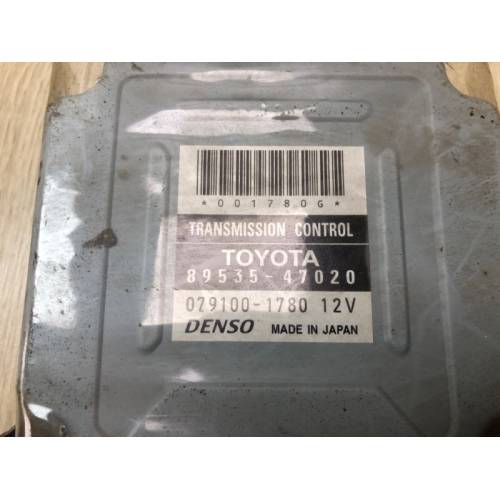 *001780G*
TRANSMISSION CONTROL
TOYOTA
89535-47020
079100-1780 12V
DENSO MADE IN JAPAN